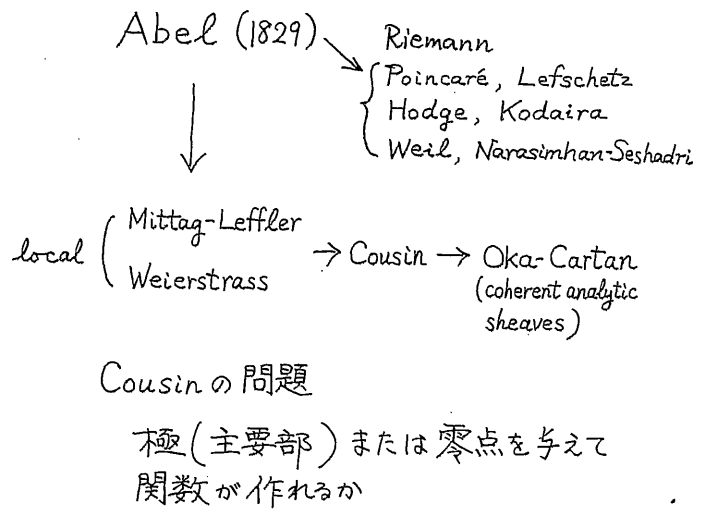 Abel (1829)
Riemann
Poincaré, Lefschetz
Hodge, Kodaira
Weil, Narasimhan-Seshadri
Mittag-Leffler
local
Weierstrass
→ Cousin → Oka-Cartan
(coherent analytic
sheaves)
Cousinの問題
極(主要部)または零点を与えて
関数が作れるか